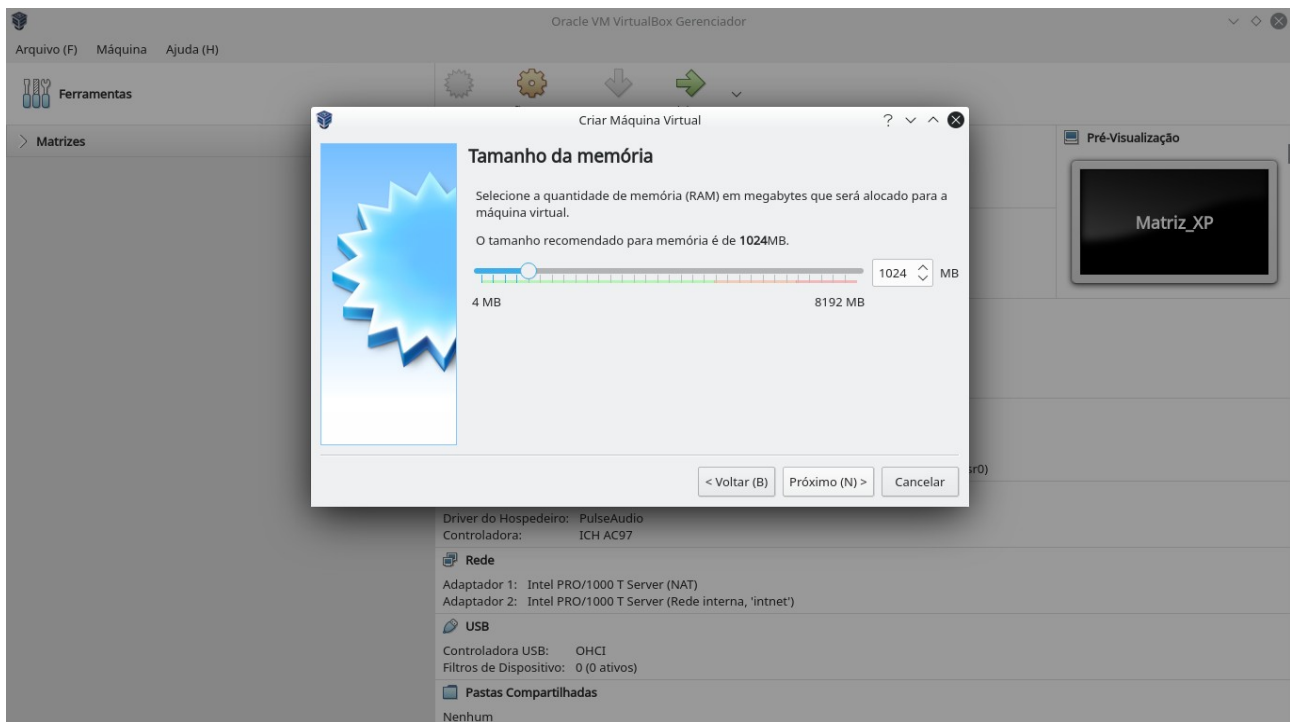 Oracle VM VirtualBox Gerenciador
Arquivo (F) Máquina Ajuda (H)
Ferramentas
Matrizes
Criar Máquina Virtual
Tamanho da memória
Selecione a quantidade de memória (RAM) em megabytes que será alocado para a
máquina virtual.
O tamanho recomendado para memória é de 1024MB.
1024 MB
4 MB 8192 MB
< Voltar (B) Próximo (N) > Cancelar
Pré-Visualização
Matriz_XP
sr0)
Driver do Hospedeiro: PulseAudio
Controladora: ICH AC97
Rede
Adaptador 1: Intel PRO/1000 T Server (NAT)
Adaptador 2: Intel PRO/1000 T Server (Rede interna, 'intnet')
USB
Controladora USB: OHCI
Filtros de Dispositivo: 0 (0 ativos)
Pastas Compartilhadas
Nenhum